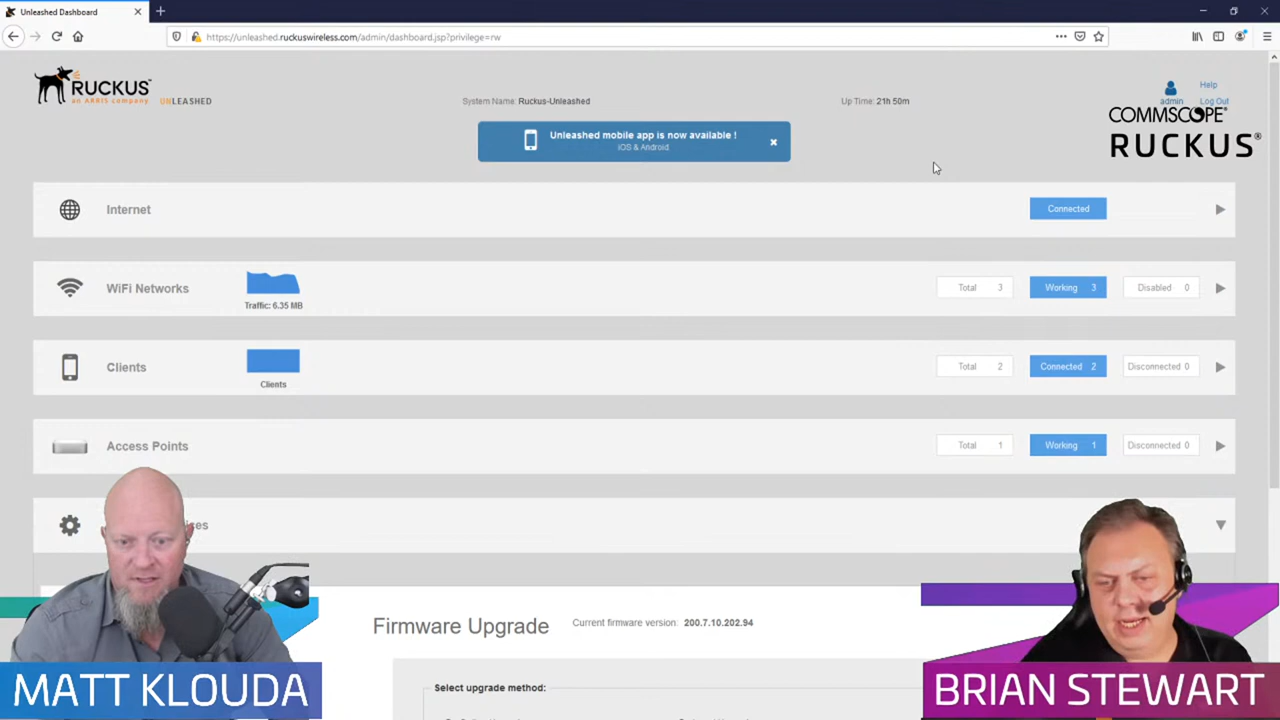 Unleashed Dashboard
https://unleashed.ruckuswireless.com/admin/dashboard.jsp?privilege=rw
RUCKUS
an ARRIS company
UNLEASHED
System Name: Ruckus-Unleashed
Up Time: 21h 50m
admin
Help
Log Out
COMMSCOPE®
RUCKUS®
Unleashed mobile app is now available !
iOS & Android
Internet
Connected
WiFi Networks
Traffic: 6.35 MB
Total 3
Working 3
Disabled 0
Clients
Clients
Total 2
Connected 2
Disconnected 0
Access Points
Total 1
Working 1
Disconnected 0
Firmware Upgrade
Current firmware version: 200.7.10.202.94
Select upgrade method:
MATT KLOUDA
BRIAN STEWART